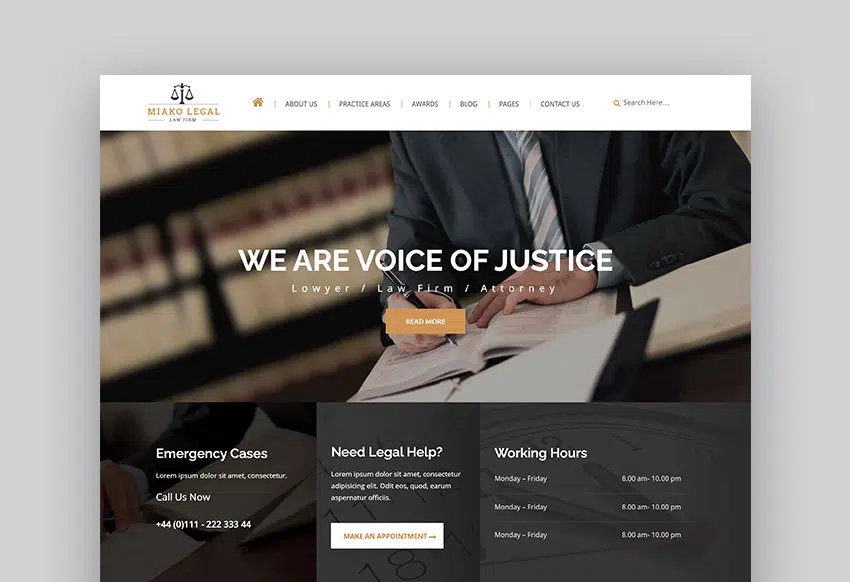 MIAKO LEGAL
LAW FIRM
ABOUT US
PRACTICE AREAS
AWARDS
BLOG
PAGES
CONTACT US
Search Here....
WE ARE VOICE OF JUSTICE
Lowyer / Law Firm / Attorney
READ MORE
Emergency Cases
Lorem ipsum dolor sit amet, consectetur.
Call Us Now
+44 (0)111 - 222 333 44
Need Legal Help?
Lorem ipsum dolor sit amet, consectetur
adipisicing elit. Odit eos, quod, earum
aspernatur officiis.
MAKE AN APPOINTMENT
Working Hours
Monday – Friday 8.00 am- 10.00 pm
Monday – Friday 8.00 am- 10.00 pm
Monday – Friday 8.00 am- 10.00 pm